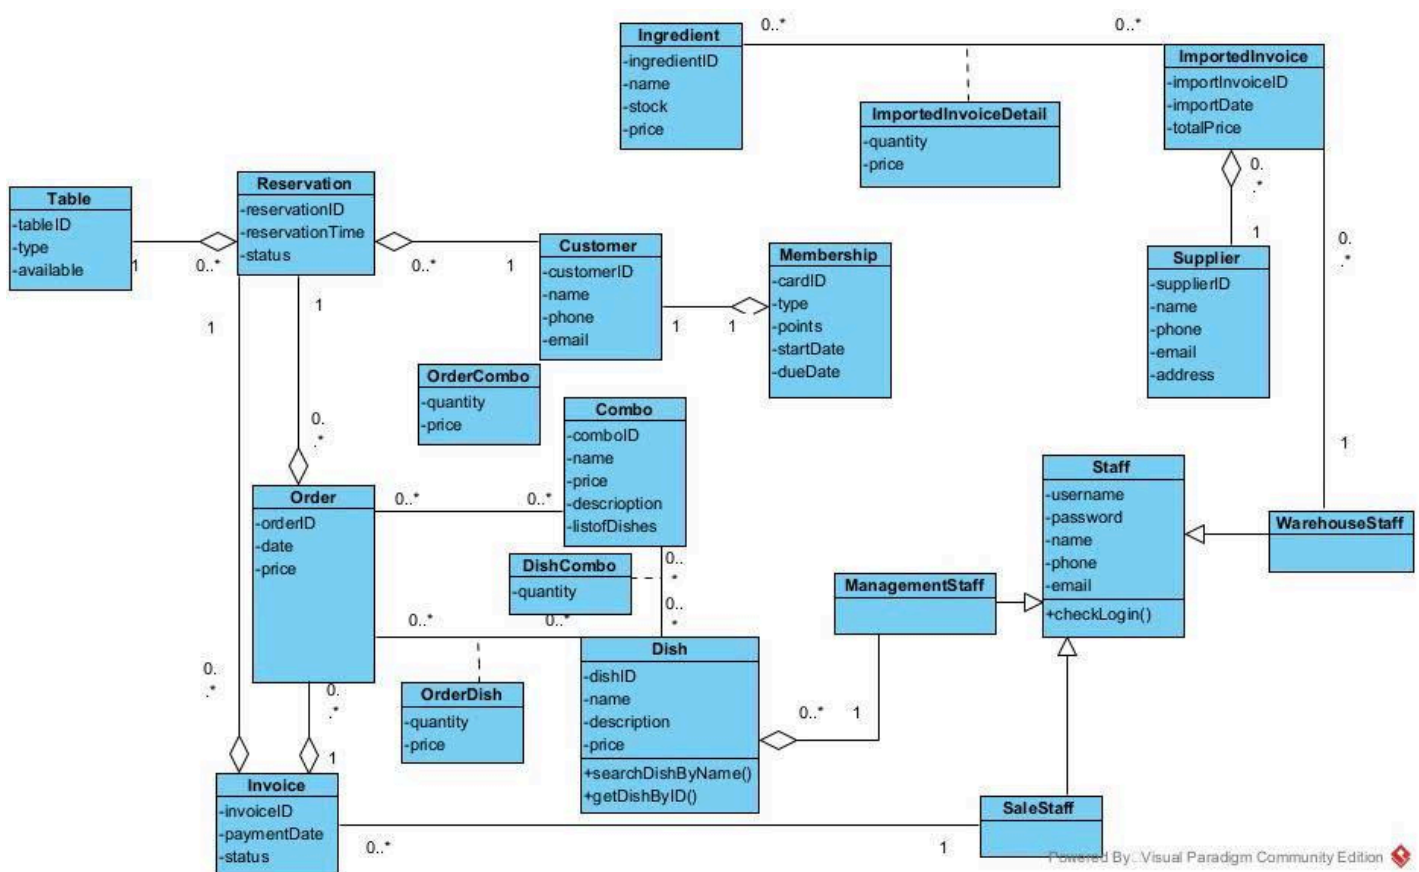 Ingredient
-ingredientID
-name
-stock
-price
0..*
0..*
ImportedInvoice
-importInvoiceID
-importDate
-totalPrice
ImportedInvoiceDetail
-quantity
-price
Table
-tableID
-type
-available
1
0..*
Reservation
-reservationID
-reservationTime
-status
0..*
1
Customer
-customerID
-name
-phone
-email
1
1
Membership
-cardID
-type
-points
-startDate
-dueDate
0.
.*
1
Supplier
-supplierID
-name
-phone
-email
-address
0.
.*
1
1
1
0.
.*
OrderCombo
-quantity
-price
Combo
-comboID
-name
-price
-descrioption
-listofDishes
Order
-orderID
-date
-price
0..*
0..*
DishCombo
-quantity
0..
*
0..
*
0..*
0..*
OrderDish
-quantity
-price
Dish
-dishID
-name
-description
-price
+searchDishByName()
+getDishByID()
0..*
1
ManagementStaff
Staff
-username
-password
-name
-phone
-email
+checkLogin()
WarehouseStaff
0.
.*
0.
.*
1
Invoice
-invoiceID
-paymentDate
-status
0..*
1
SaleStaff
Powered By Visual Paradigm Community Edition